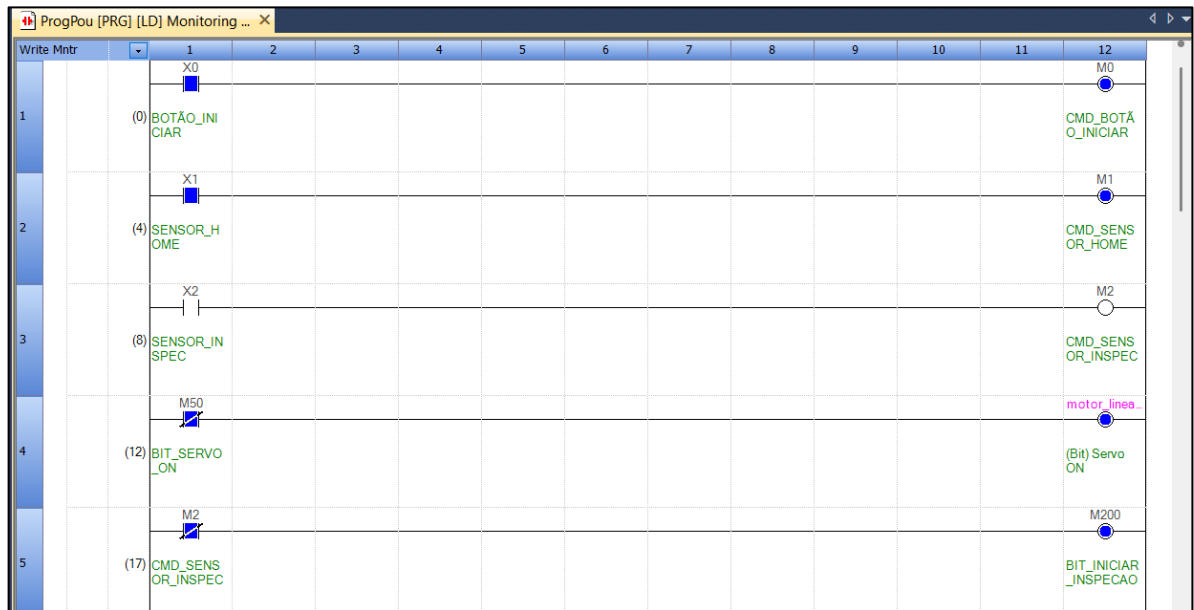 ProgPou [PRG] [LD] Monitoring ...
Write Mntr 1 2 3 4 5 6 7 8 9 10 11 12
X0 M0
1 (0) BOTÃO_INI CMD_BOTÃ
CIAR O_INICIAR
X1 M1
2 (4) SENSOR_H CMD_SENS
OME OR_HOME
X2 M2
3 (8) SENSOR_IN CMD_SENS
SPEC OR_INSPEC
M50 motor_linea...
4 (12) BIT_SERVO (Bit) Servo
_ON ON
M2 M200
5 (17) CMD_SENS BIT_INICIAR
OR_INSPEC _INSPECAO